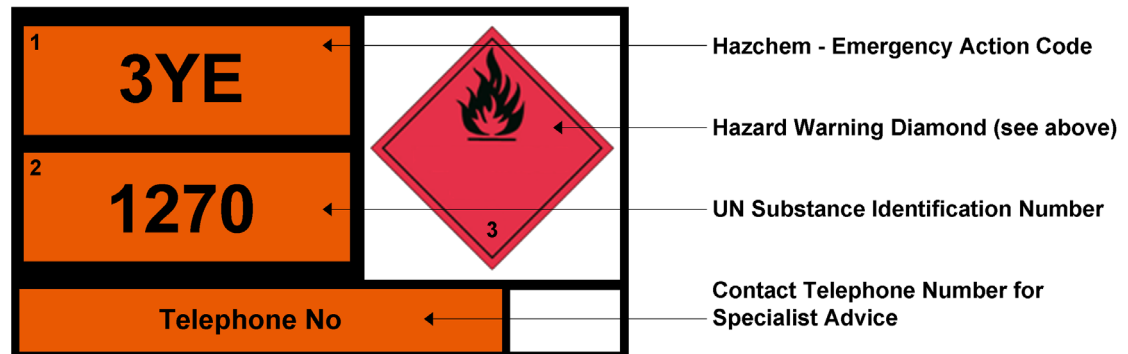 1
3YE
Hazchem - Emergency Action Code
Hazard Warning Diamond (see above)
2
1270
UN Substance Identification Number
3
Telephone No
Contact Telephone Number for
Specialist Advice